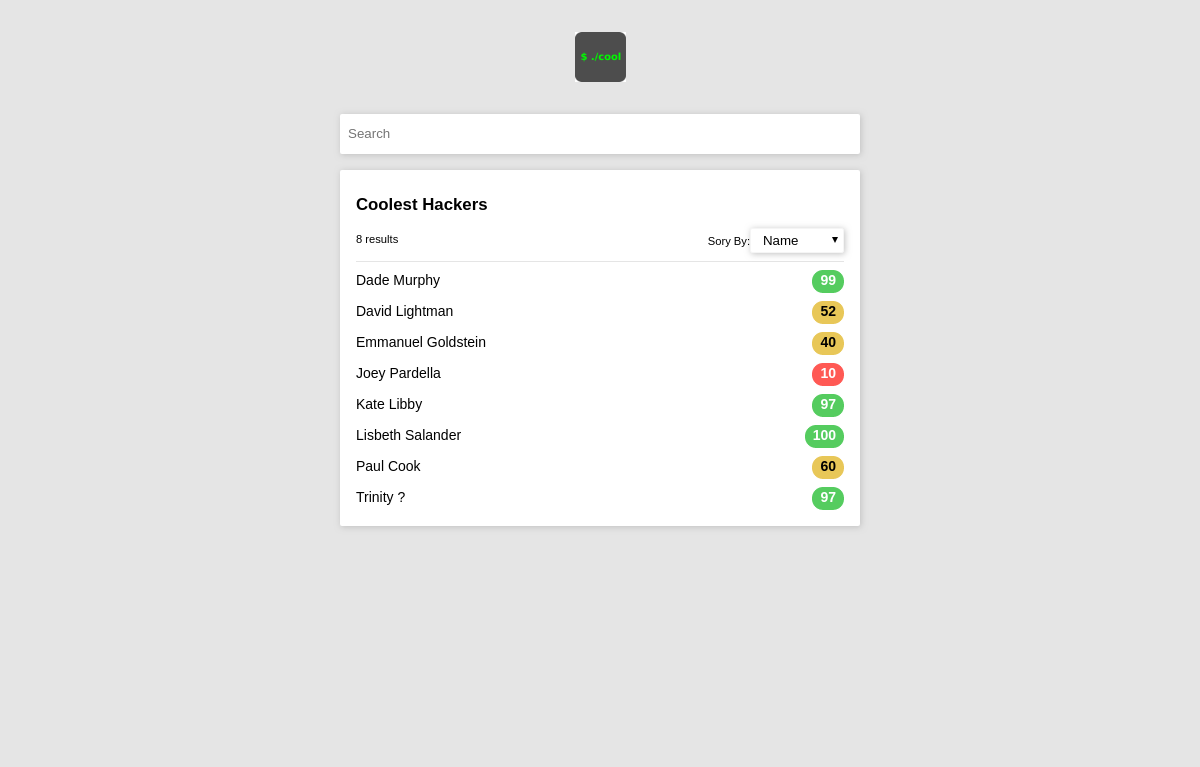 $ ./cool
Search
Coolest Hackers
8 results Sory By: Name
Dade Murphy 99
David Lightman 52
Emmanuel Goldstein 40
Joey Pardella 10
Kate Libby 97
Lisbeth Salander 100
Paul Cook 60
Trinity ? 97